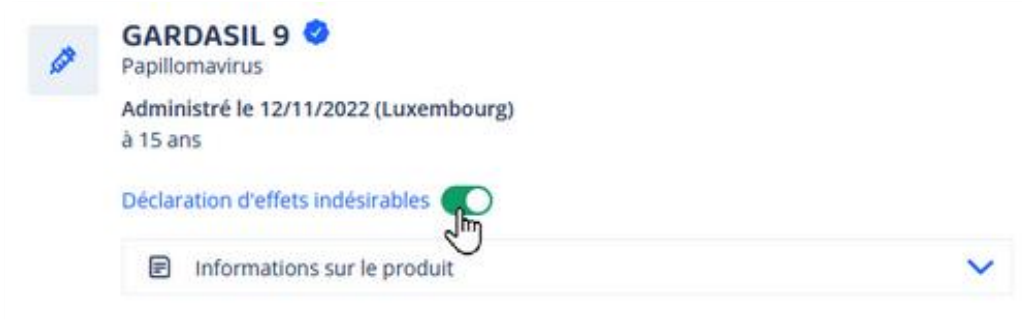 GARDASIL 9
Papillomavirus
Administré le 12/11/2022 (Luxembourg)
à 15 ans
Déclaration d'effets indésirables
Informations sur le produit